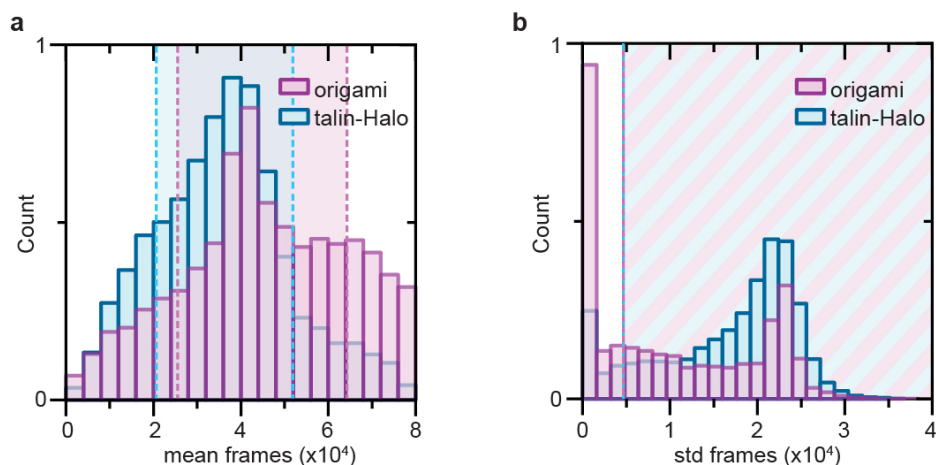 a
1
origami
talin-Halo
Count
0
0 2 4 6 8
mean frames (x10⁴)
b
1
origami
talin-Halo
Count
0
0 1 2 3 4
std frames (x10⁴)